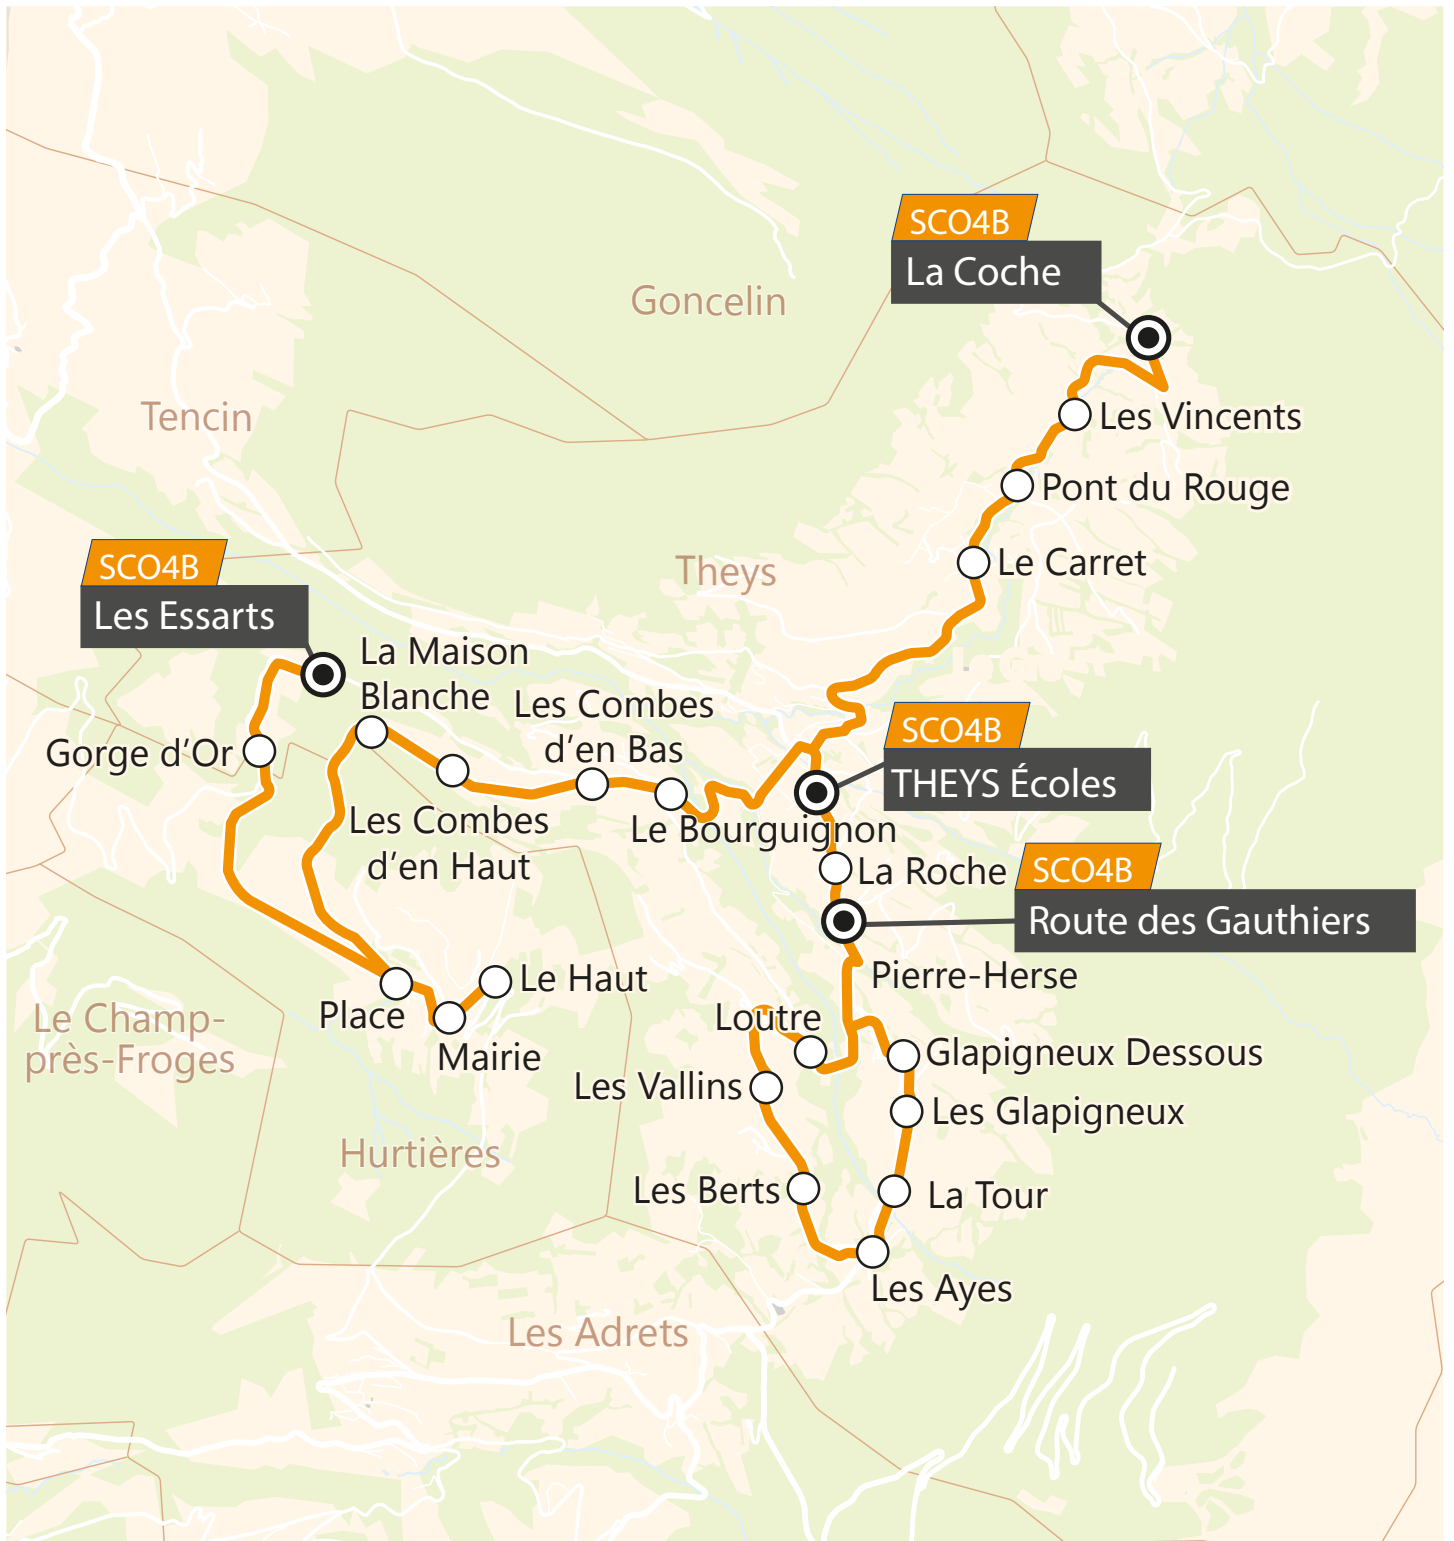 SCO4B
La Coche
Goncelin
Tencin
Les Vincents
Pont du Rouge
Le Carret
Theys
SCO4B
Les Essarts
La Maison
Blanche
Les Combes
d'en Bas
Gorge d'Or
SCO4B
THEYS Écoles
Les Combes
d'en Haut
Le Bourguignon
La Roche
SCO4B
Route des Gauthiers
Pierre-Herse
Le Haut
Place
Mairie
Le Champ-
près-Froges
Loutre
Glapigneux Dessous
Les Vallins
Les Glapigneux
Hurtières
Les Berts
La Tour
Les Ayes
Les Adrets